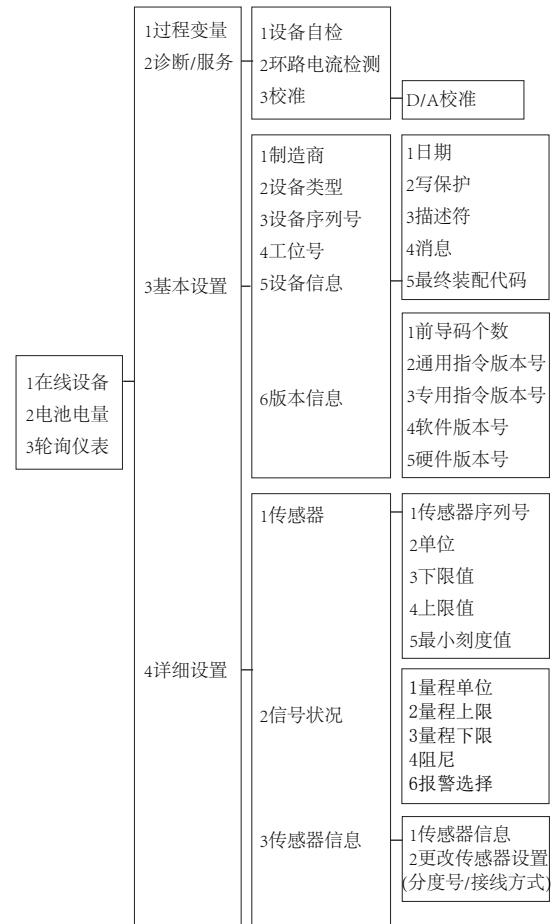 1在线设备
2电池电量
3轮询仪表
1过程变量
2诊断/服务
3基本设置
4详细设置
1设备自检
2环路电流检测
3校准
D/A校准
1制造商
2设备类型
3设备序列号
4工位号
5设备信息
6版本信息
1日期
2写保护
3描述符
4消息
5最终装配代码
1前导码个数
2通用指令版本号
3专用指令版本号
4软件版本号
5硬件版本号
1传感器
2信号状况
3传感器信息
1传感器序列号
2单位
3下限值
4上限值
5最小刻度值
1量程单位
2量程上限
3量程下限
4阻尼
6报警选择
1传感器信息
2更改传感器设置
(分度号/接线方式)